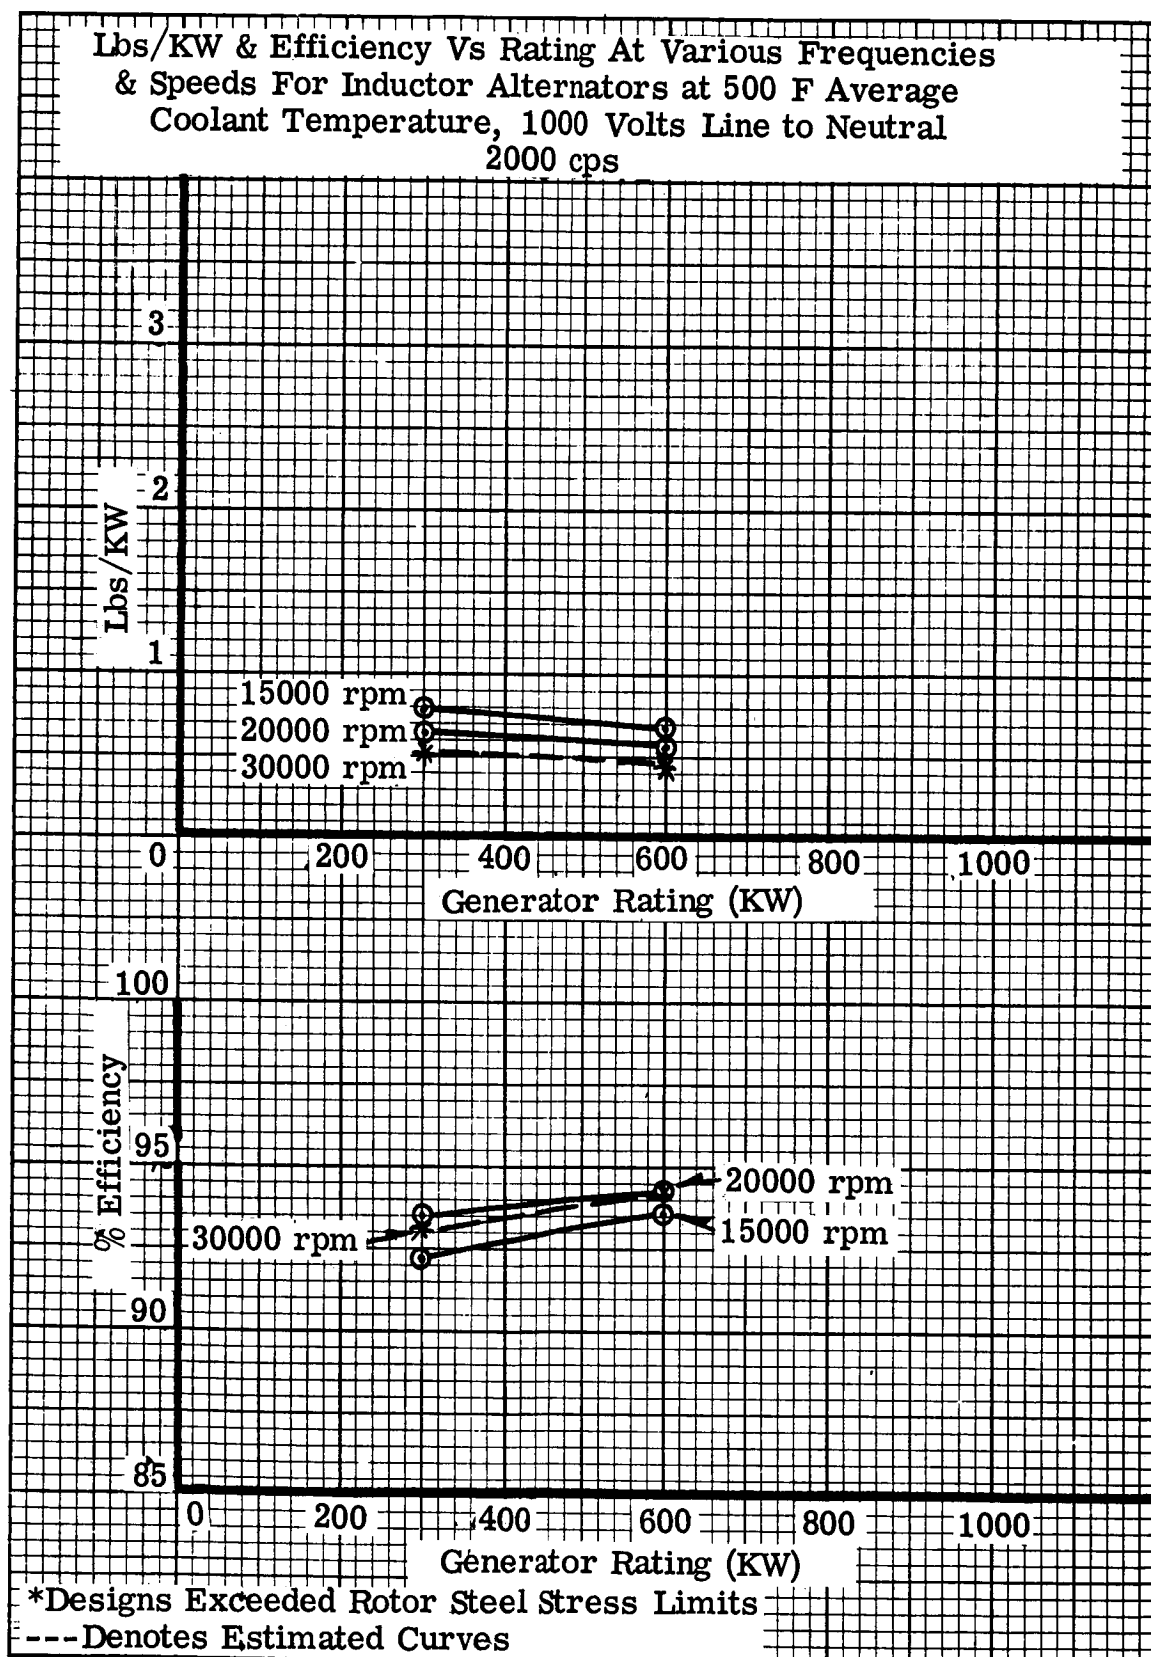 Lbs/KW & Efficiency Vs Rating At Various Frequencies
& Speeds For Inductor Alternators at 500 F Average
Coolant Temperature, 1000 Volts Line to Neutral
2000 cps
3
2
1
Lbs/KW
15000 rpm
20000 rpm
30000 rpm
0 200 400 600 800 1000
Generator Rating (KW)
100
95
90
85
% Efficiency
20000 rpm
30000 rpm
15000 rpm
0 200 400 600 800 1000
Generator Rating (KW)
*Designs Exceeded Rotor Steel Stress Limits
---Denotes Estimated Curves